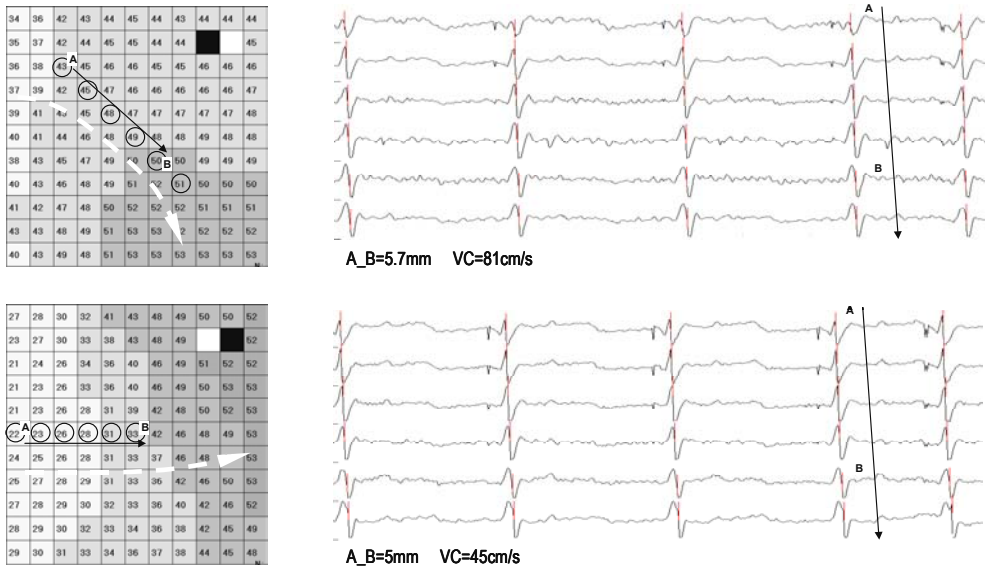 34 36 42 43 44 44 43 43 44 44 44
35 37 42 44 45 45 44 44 45
36 38 43 45 46 45 45 46 46 46
A
37 39 42 45 47 46 46 46 46 47
39 41 48 47 47 47 47 48
40 41 44 46 48 49 48 48 49 48 48
38 43 45 47 49 50 50 50 49 49 49
B
40 43 46 48 49 51 52 51 50 50 50
41 42 47 48 50 52 52 52 51 51 51
43 43 48 49 51 53 53 52 52 52
40 43 49 48 51 53 53 53 53 53 53
A
B
A_B=5.7mm VC=81cm/s
27 28 30 32 41 43 48 49 50 50 52
23 27 30 33 38 43 48 49 52
21 24 26 34 36 40 46 49 51 52 52
21 23 26 33 36 40 46 49 50 53 53
21 23 26 28 31 39 42 48 50 52 53
22 A 23 26 28 31 33 B 42 46 48 49 53
24 25 26 28 31 33 37 46 48 53
25 27 28 29 31 33 36 42 46 50 53
27 28 29 30 32 33 36 40 42 46 52
28 29 30 32 33 34 36 38 42 45 49
29 30 31 33 34 36 37 38 44 45 48
A
B
A_B=5mm VC=45cm/s